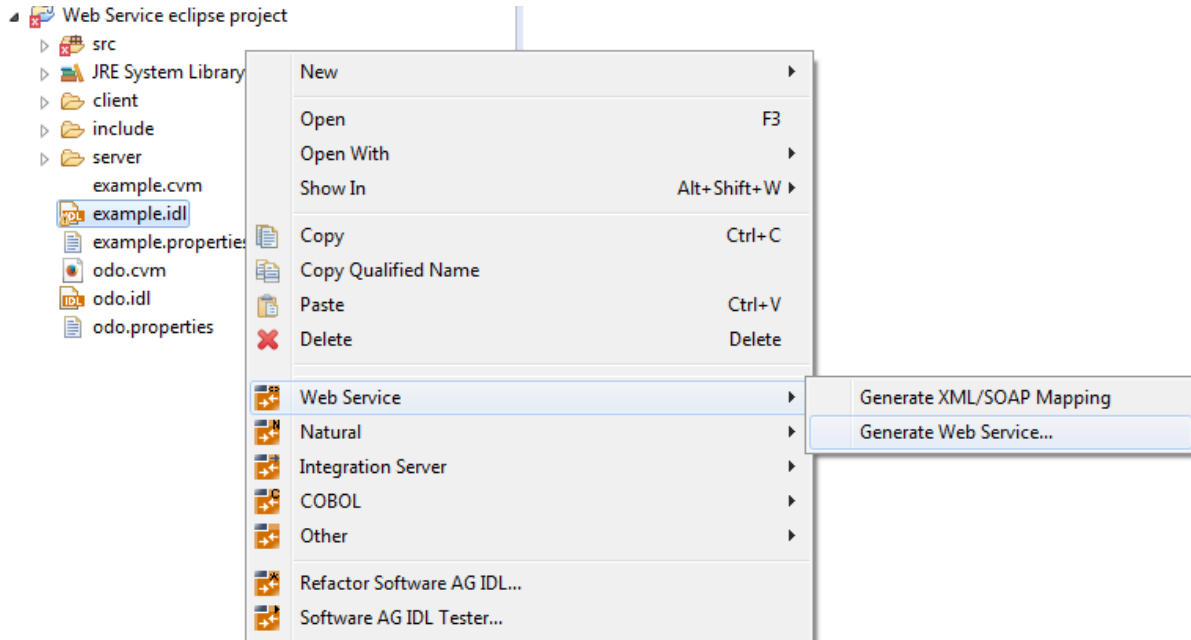 Web Service eclipse project
src
JRE System Library
client
include
server
example.cvm
example.idl
example.properties
odo.cvm
odo.idl
odo.properties
New
Open F3
Open With
Show In Alt+Shift+W
Copy Ctrl+C
Copy Qualified Name
Paste Ctrl+V
Delete Delete
Web Service
Natural
Integration Server
COBOL
Other
Refactor Software AG IDL...
Software AG IDL Tester...
Generate XML/SOAP Mapping
Generate Web Service...